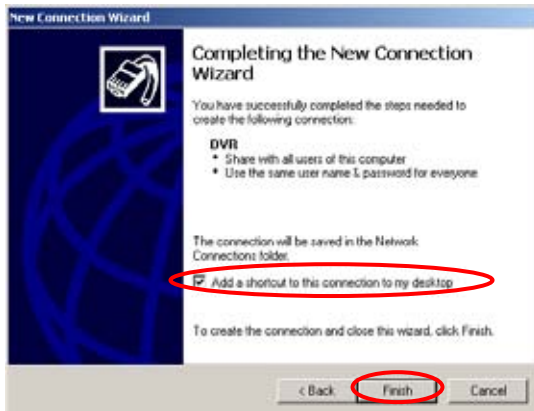 New Connection Wizard
Completing the New Connection
Wizard
You have successfully completed the steps needed to
create the following connection:
DVR
• Share with all users of this computer
• Use the same user name & password for everyone
The connection will be saved in the Network
Connections folder.
Add a shortcut to this connection to my desktop
To create the connection and close this wizard, click Finish.
< Back
Finish
Cancel